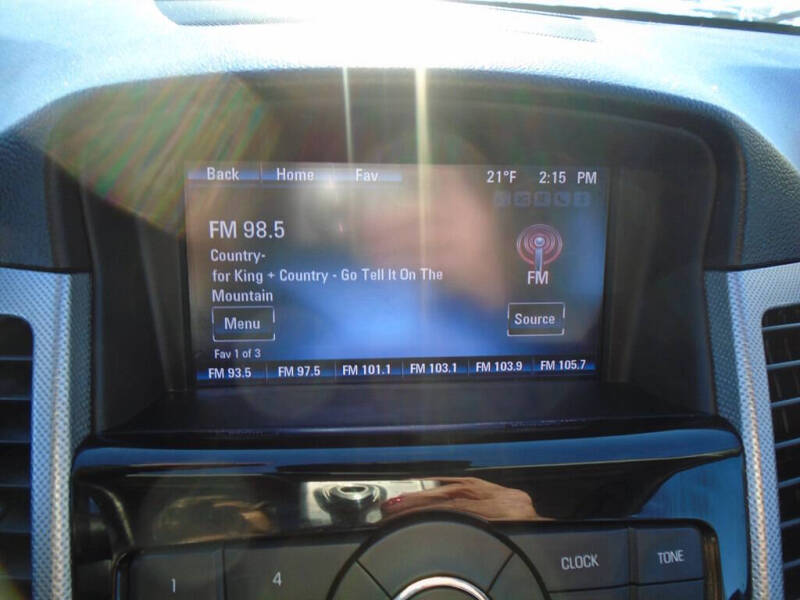 Back Home Fav 21°F 2:15 PM
FM 98.5
Country-
for King + Country - Go Tell It On The
Mountain
FM
Menu
Source
Fav 1 of 3
FM 93.5 FM 97.5 FM 101.1 FM 103.1 FM 103.9 FM 105.7
CLOCK TONE
1 4